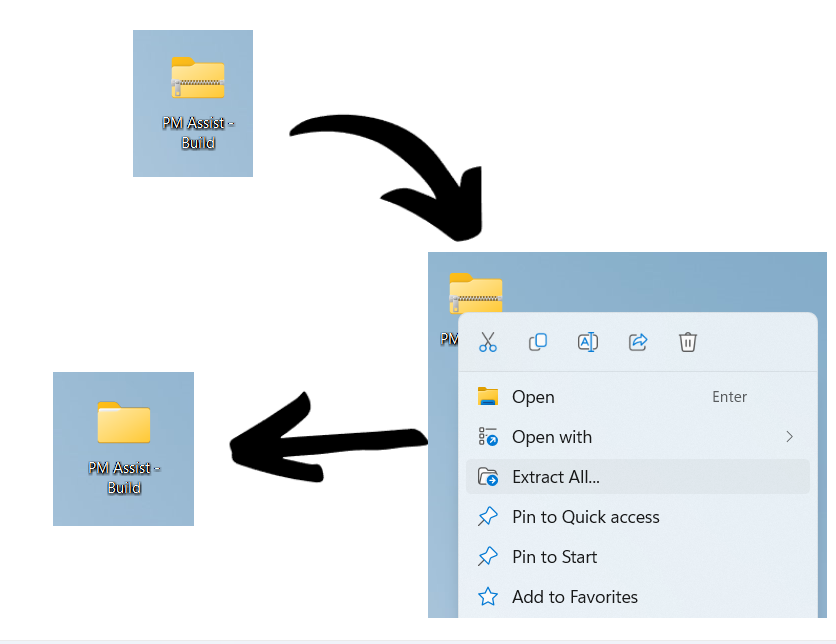 PM Assist -
Build
PM
Open Enter
Open with
Extract All...
Pin to Quick access
Pin to Start
Add to Favorites
PM Assist -
Build